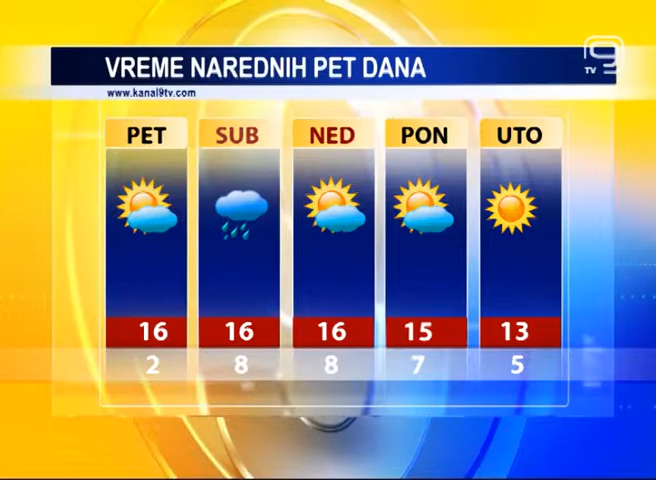 VREME NAREDNIH PET DANA
9
TV
www.kanal9tv.com
PET SUB NED PON UTO
16 16 16 15 13
2 8 8 7 5